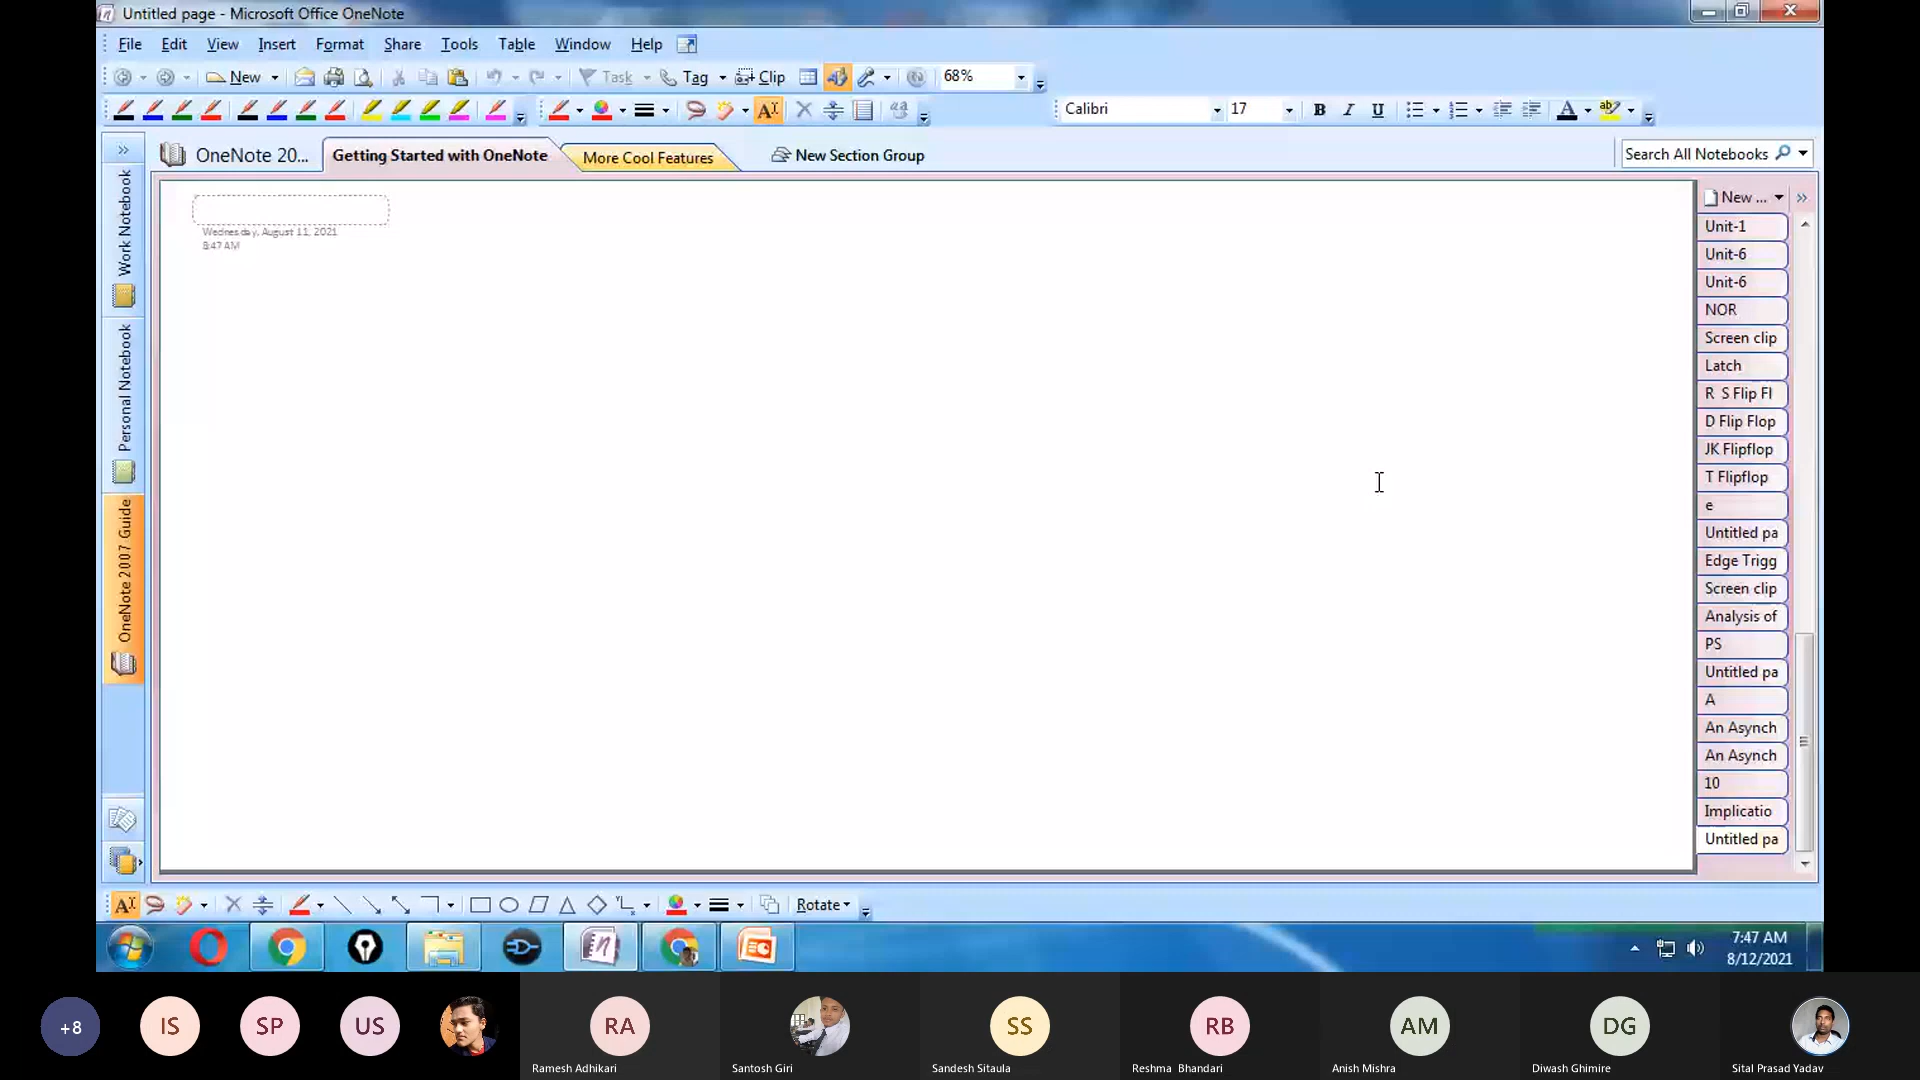 Untitled page - Microsoft Office OneNote
File Edit View Insert Format Share Tools Table Window Help
New Task Tag Clip 68%
Calibri 17 B I U
OneNote 20... Getting Started with OneNote More Cool Features New Section Group Search All Notebooks
Work Notebook
Personal Notebook
OneNote 2007 Guide
Wednesday, August 11, 2021
8:47 AM
New ...
Unit-1
Unit-6
Unit-6
NOR
Screen clip
Latch
R S Flip Fl
D Flip Flop
JK Flipflop
T Flipflop
e
Untitled pa
Edge Trigg
Screen clip
Analysis of
PS
Untitled pa
A
An Asynch
An Asynch
10
Implicatio
Untitled pa
Rotate
7:47 AM
8/12/2021
+8 IS SP US RA SS RB AM DG
Ramesh Adhikari Santosh Giri Sandesh Sitaula Reshma Bhandari Anish Mishra Diwash Ghimire Sital Prasad Yadav